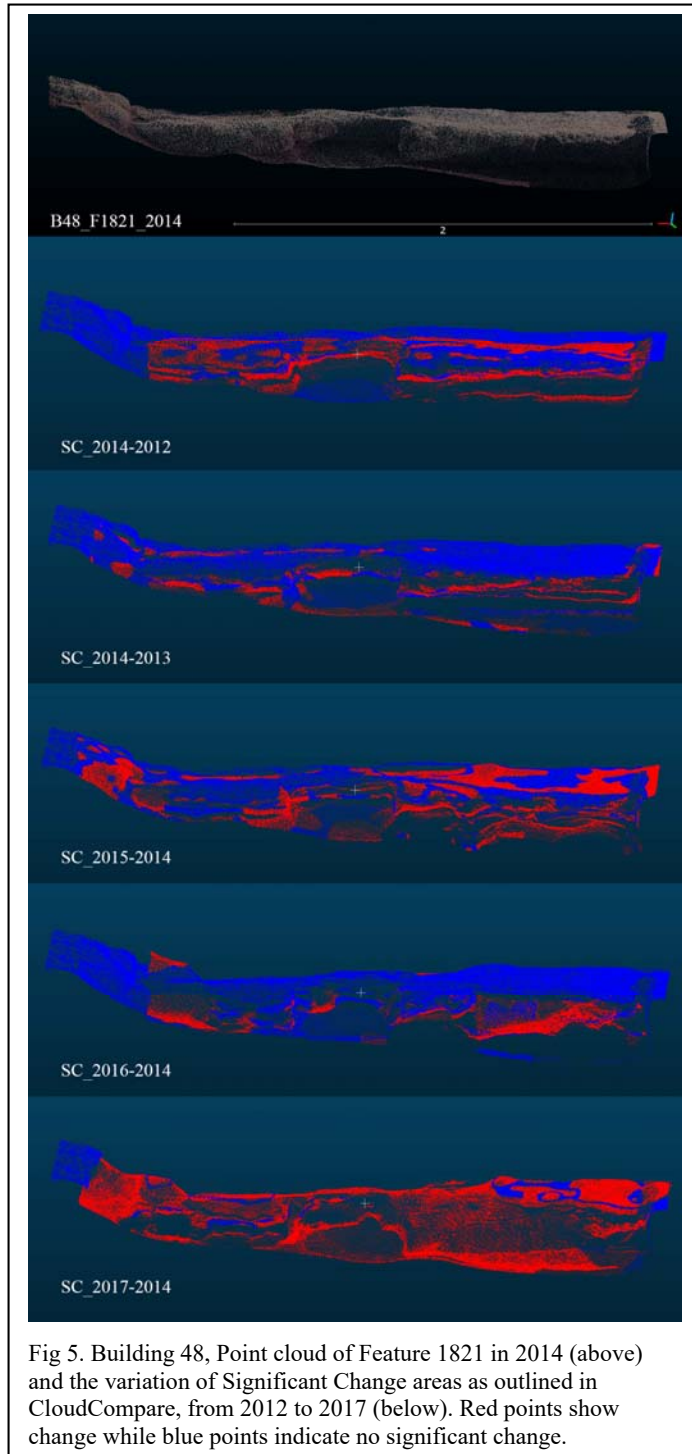 B48_F1821_2014
2
SC_2014-2012
SC_2014-2013
SC_2015-2014
SC_2016-2014
SC_2017-2014
Fig 5. Building 48, Point cloud of Feature 1821 in 2014 (above)
and the variation of Significant Change areas as outlined in
CloudCompare, from 2012 to 2017 (below). Red points show
change while blue points indicate no significant change.